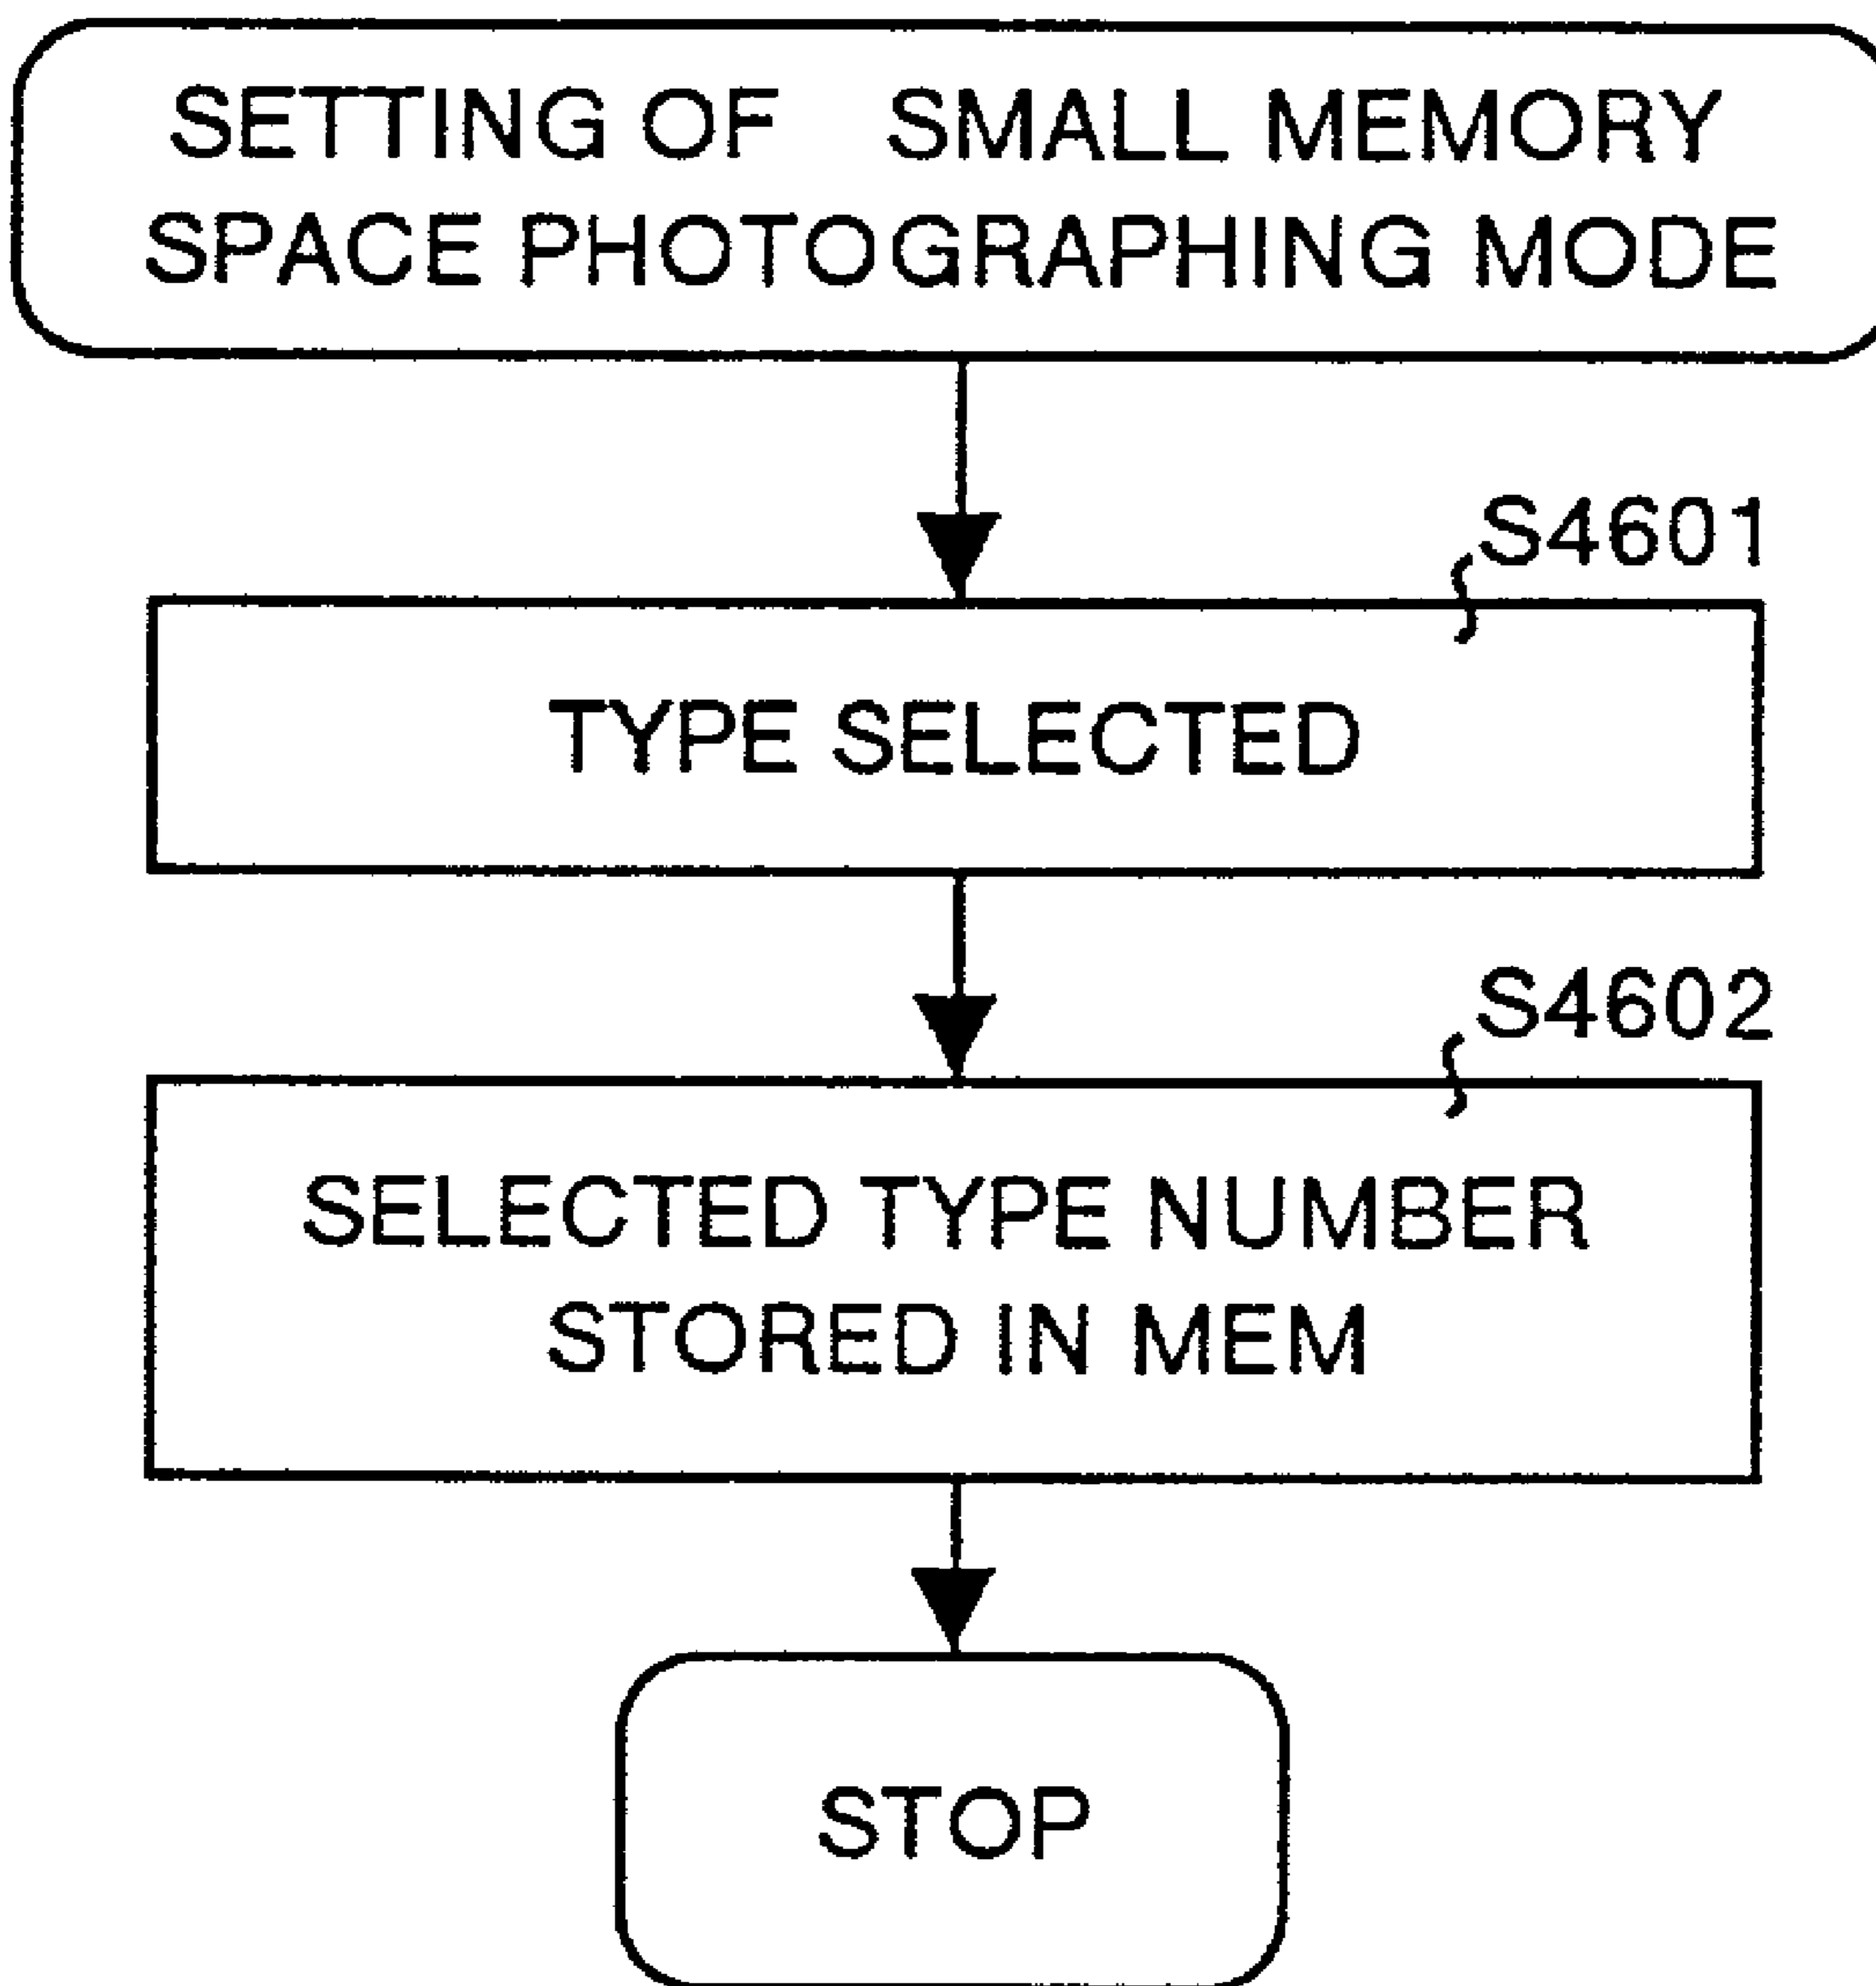 SETTING OF SMALL MEMORY
SPACE PHOTOGRAPHING MODE
S4601
TYPE SELECTED
S4602
SELECTED TYPE NUMBER
STORED IN MEM
STOP